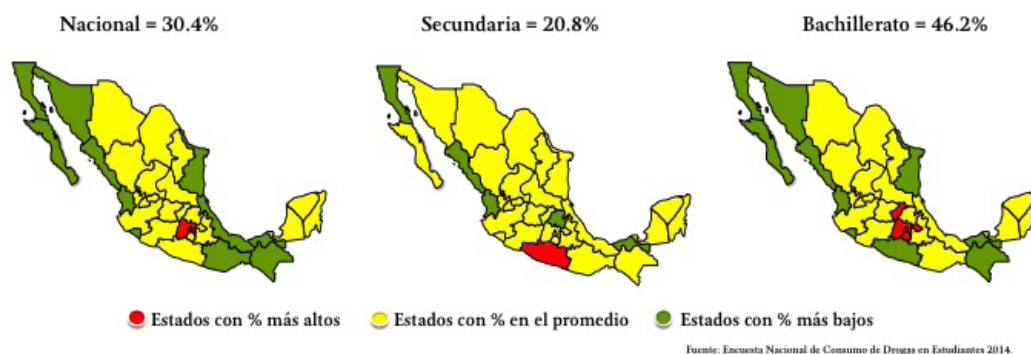 Nacional = 30.4%
Secundaria = 20.8%
Bachillerato = 46.2%
Estados con % más altos
Estados con % en el promedio
Estados con % más bajos
Fuente: Encuesta Nacional de Consumo de Drogas en Estudiantes 2014.